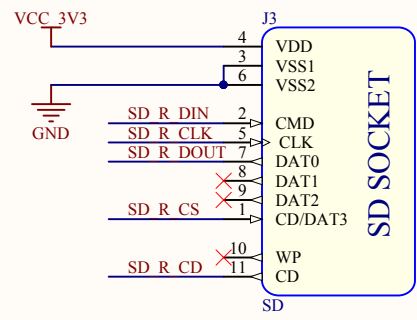 VCC_3V3
J3
4 VDD
3 VSS1
6 VSS2
GND
SD_R_DIN 2 CMD
SD_R_CLK 5 CLK
SD_R_DOUT 7 DAT0
8 DAT1
9 DAT2
SD_R_CS 1 CD/DAT3
10 WP
SD_R_CD 11 CD
SD SOCKET
SD